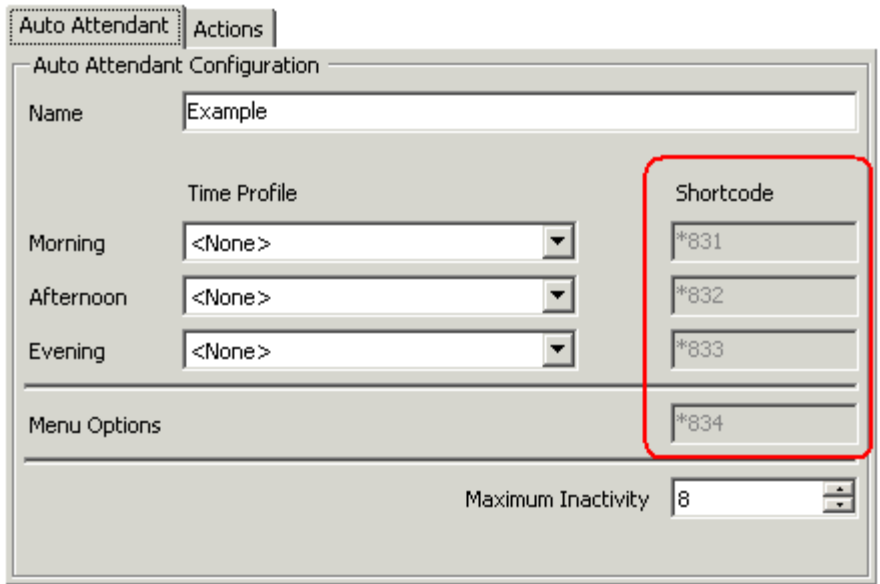 Auto Attendant Actions
Auto Attendant Configuration
Name Example
Time Profile Shortcode
Morning <None> *831
Afternoon <None> *832
Evening <None> *833
Menu Options *834
Maximum Inactivity 8